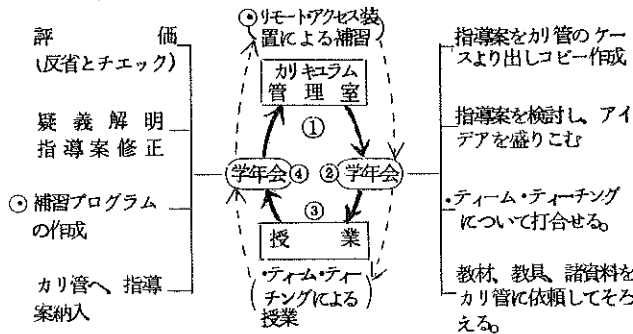 評価
(反省とチェック)
疑義解明
指導案修正
⊙補習プログラム
の作成
カリ管へ、指導
案納入
⊙リモート・アクセス装
置による補習)
カリキュラム
管理室
①
学年会④
②学年会
③
授業
(・ティム・ティー
チングによる)
授業
指導案をカリ管のケー
スより出しコピー作成
指導案を検討し、アイ
デアを盛りこむ
・ティーム・ティーチング
について打合せる。
教材、教具、諸資料を
カリ管に依頼してそろ
える。